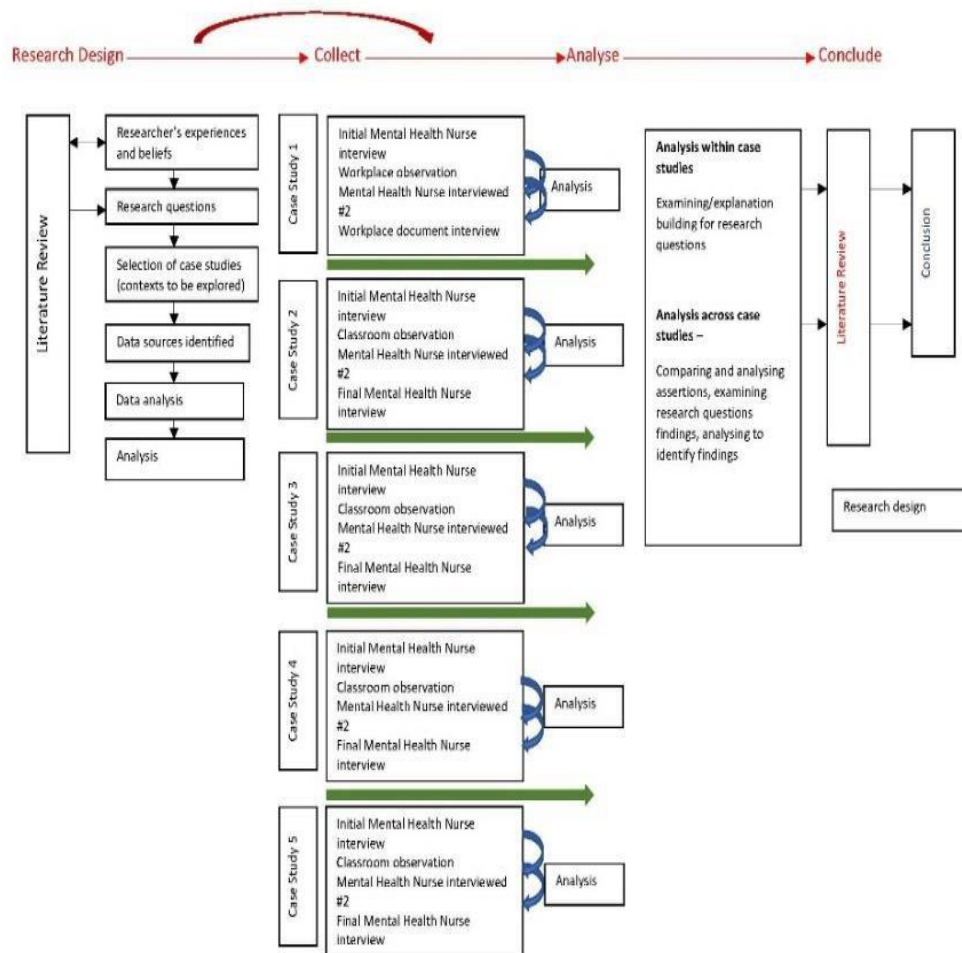 Research Design
Collect
Analyse
Conclude
Literature Review
Researcher's experiences
and beliefs
Research questions
Selection of case studies
(contexts to be explored)
Data sources identified
Data analysis
Analysis
Case Study 1
Initial Mental Health Nurse
interview
Workplace observation
Mental Health Nurse interviewed
#2
Workplace document interview
Analysis
Case Study 2
Initial Mental Health Nurse
interview
Classroom observation
Mental Health Nurse interviewed
#2
Final Mental Health Nurse
interview
Analysis
Case Study 3
Initial Mental Health Nurse
interview
Classroom observation
Mental Health Nurse interviewed
#2
Final Mental Health Nurse
interview
Analysis
Case Study 4
Initial Mental Health Nurse
interview
Classroom observation
Mental Health Nurse interviewed
#2
Final Mental Health Nurse
interview
Analysis
Case Study 5
Initial Mental Health Nurse
interview
Classroom observation
Mental Health Nurse interviewed
#2
Final Mental Health Nurse
interview
Analysis
Analysis within case
studies
Examining/explanation
building for research
questions
Analysis across case
studies –
Comparing and analysing
assertions, examining
research questions
findings, analysing to
identify findings
Literature Review
Conclusion
Research design